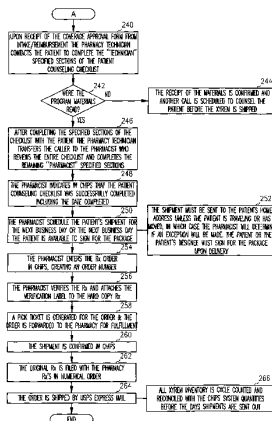 A
240
UPON RECEIPT OF THE COVERAGE APPROVAL FORM FROM
INTAKE/REIMBURSEMENT THE PHARMACY TECHNICIAN
CONTACTS THE PATIENT TO COMPLETE THE "TECHNICIAN"
SPECIFIED SECTIONS OF THE PATIENT
COUNSELING CHECKLIST
242
WERE THE
PROGRAM MATERIALS
READ?
NO
244
THE RECEIPT OF THE MATERIALS IS CONFIRMED AND
ANOTHER CALL IS SCHEDULED TO COUNSEL THE
PATIENT BEFORE THE XYREM IS SHIPPED
YES
246
AFTER COMPLETING THE SPECIFIED SECTIONS OF THE
CHECKLIST WITH THE PATIENT THE PHARMACY TECHNICIAN
TRANSFERS THE CALLER TO THE PHARMACIST WHO
REVIEWS THE ENTIRE CHECKLIST AND COMPLETES THE
REMAINING "PHARMACIST" SPECIFIED SECTIONS
248
THE PHARMACIST INDICATES IN CHIPS THAT THE PATIENT
COUNSELING CHECKLIST WAS SUCCESSFULLY COMPLETED
INCLUDING THE DATE COMPLETED
250
THE PHARMACIST SCHEDULE THE PATIENT'S SHIPMENT FOR
THE NEXT BUSINESS DAY OR THE NEXT BUSINESS DAY
THE PATIENT IS AVAILABLE TO SIGN FOR THE PACKAGE
252
THE SHIPMENT MUST BE SENT TO THE PATIENT'S HOME
ADDRESS UNLESS THE PATIENT IS TRAVELING OR HAS
MOVED, IN WHICH CASE THE PHARMACIST WILL DETERMINE
IF AN EXCEPTION WILL BE MADE. THE PATIENT OR THE
PATIENT'S DESIGNEE MUST SIGN FOR THE PACKAGE
UPON DELIVERY
254
THE PHARMACIST ENTERS THE Rx ORDER
IN CHIPS, CREATING AN ORDER NUMBER
256
THE PHARMACIST VERIFIES THE Rx AND ATTACHES THE
VERIFICATION LABEL TO THE HARD COPY Rx
258
A PICK TICKET IS GENERATED FOR THE ORDER & THE
ORDER IS FORWARDED TO THE PHARMACY FOR FULFILLMENT
260
THE SHIPMENT IS CONFIRMED IN CHIPS
262
THE ORIGINAL Rx IS FILED WITH THE PHARMACY
RX'S IN NUMERICAL ORDER
264
THE ORDER IS SHIPPED BY USPS EXPRESS MAIL
266
ALL XYREM INVENTORY IS CYCLE COUNTED AND
RECONCILED WITH THE CHIPS SYSTEM QUANTITIES
BEFORE THE DAYS SHIPMENTS ARE SENT OUT
END